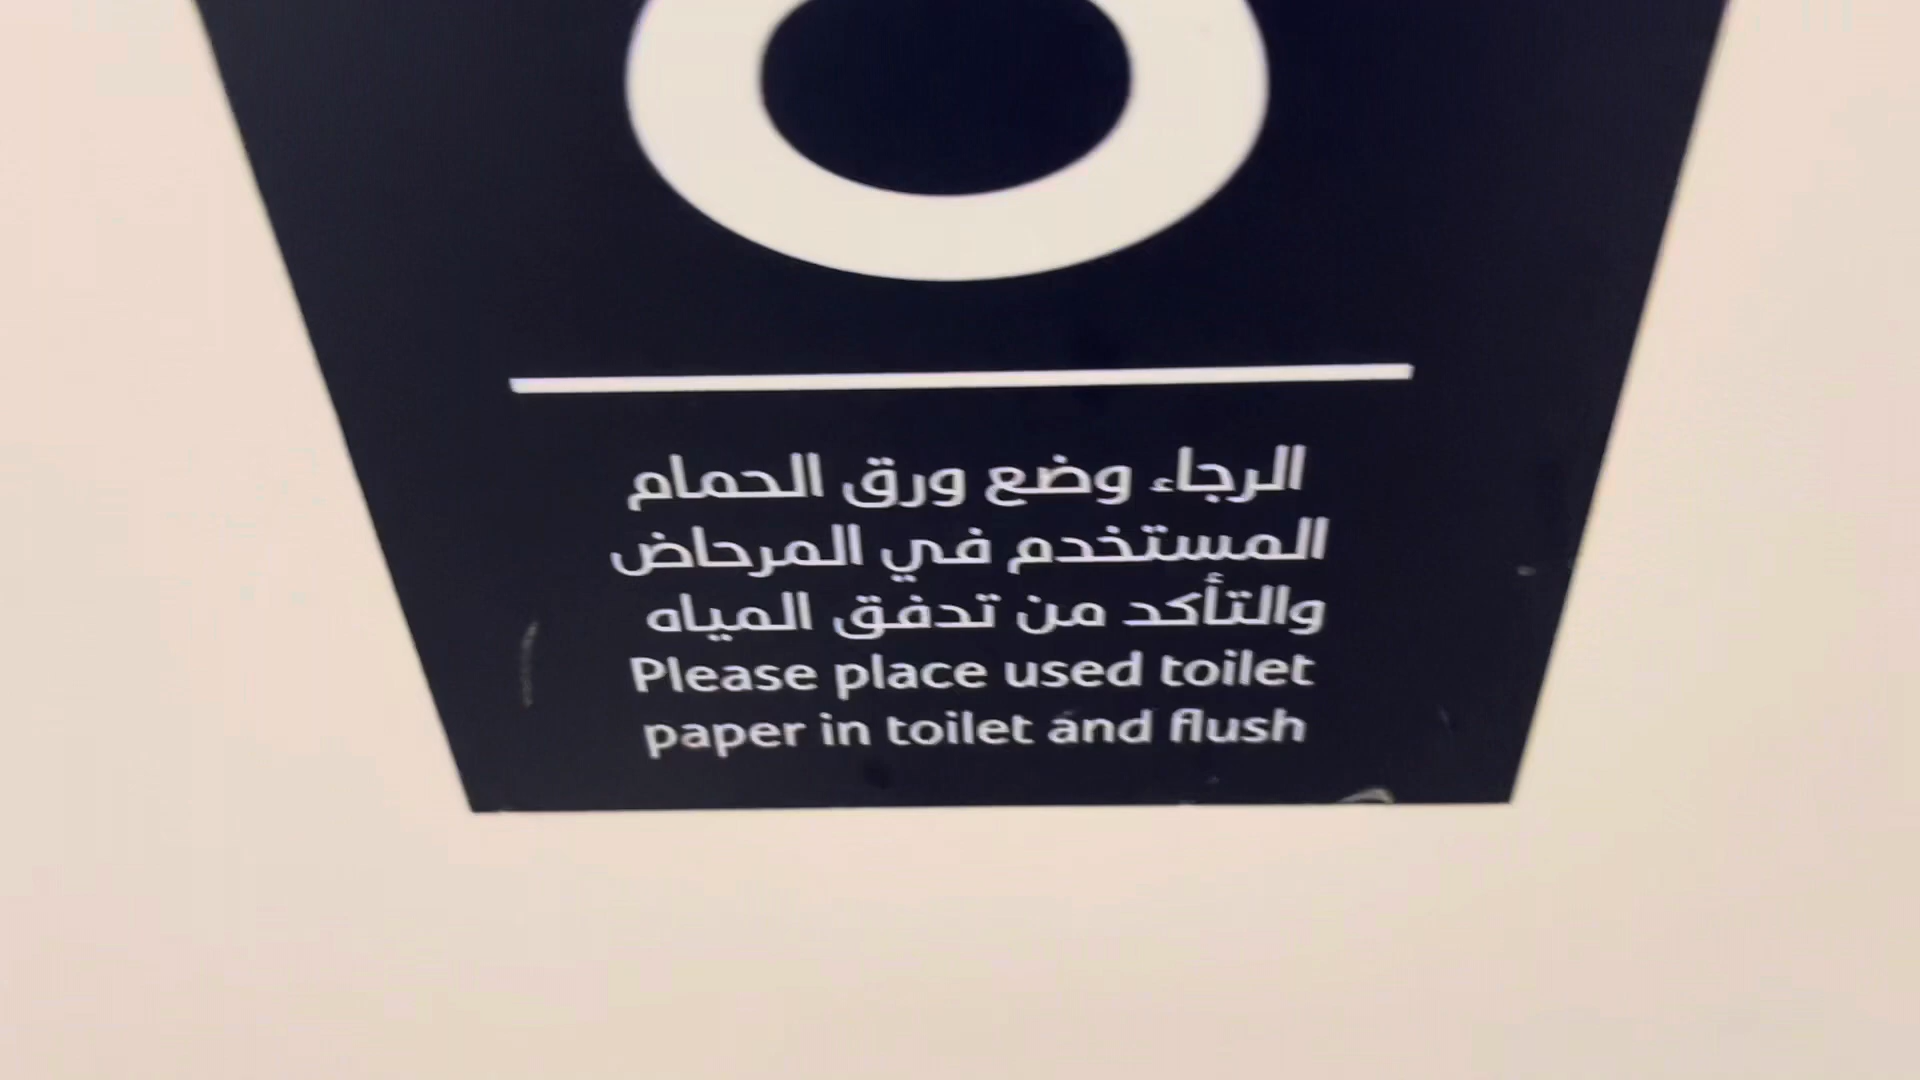 الرجاء وضع ورق الحمام
المستخدم في المرحاض
والتأكد من تدفق المياه
Please place used toilet
paper in toilet and flush